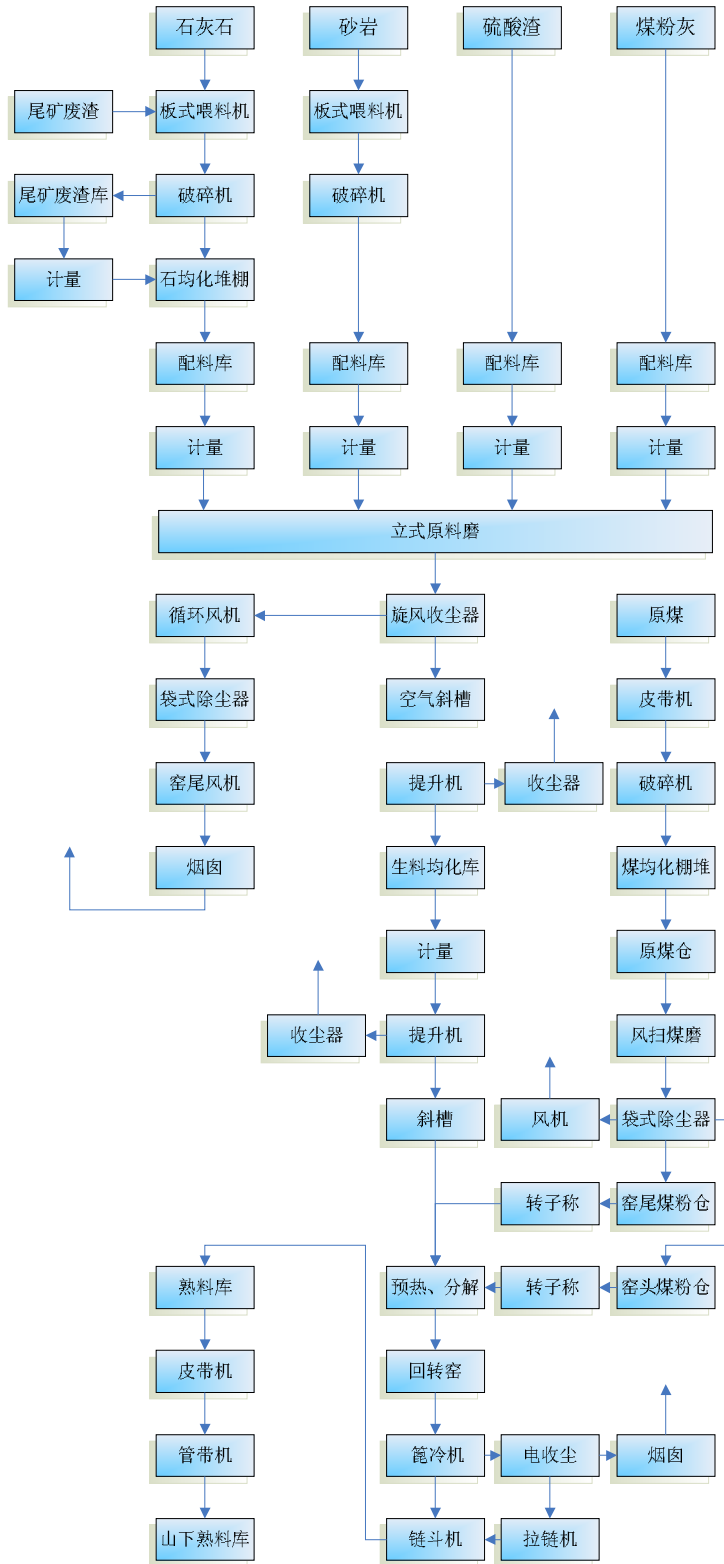 石灰石
砂岩
硫酸渣
煤粉灰
尾矿废渣
板式喂料机
板式喂料机
尾矿废渣库
破碎机
破碎机
计量
石均化堆棚
配料库
配料库
配料库
配料库
计量
计量
计量
计量
立式原料磨
循环风机
旋风收尘器
原煤
袋式除尘器
空气斜槽
皮带机
窑尾风机
提升机
收尘器
破碎机
烟囱
生料均化库
煤均化棚堆
计量
原煤仓
收尘器
提升机
风扫煤磨
斜槽
风机
袋式除尘器
转子称
窑尾煤粉仓
熟料库
预热、分解
转子称
窑头煤粉仓
皮带机
回转窑
管带机
篦冷机
电收尘
烟囱
山下熟料库
链斗机
拉链机